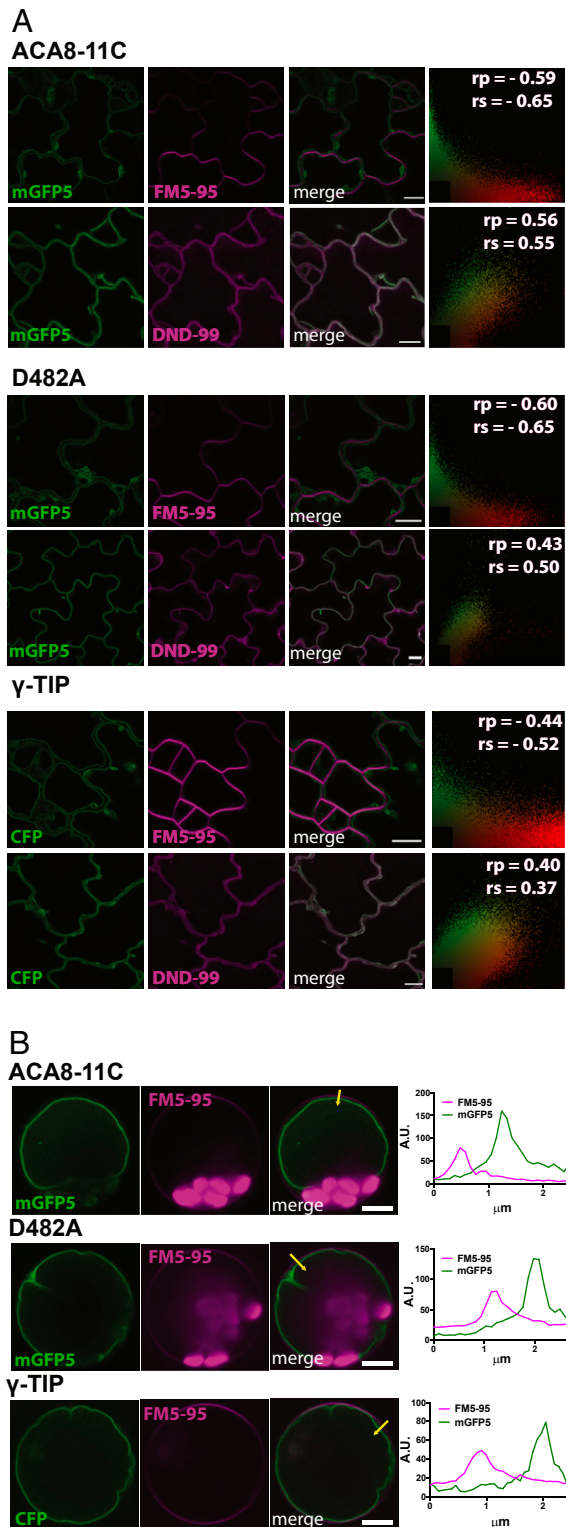 A
ACA8-11C
mGFP5 FM5-95 merge rp = - 0.59
rs = - 0.65
mGFP5 DND-99 merge rp = 0.56
rs = 0.55
D482A
mGFP5 FM5-95 merge rp = - 0.60
rs = - 0.65
mGFP5 DND-99 merge rp = 0.43
rs = 0.50
γ-TIP
CFP FM5-95 merge rp = - 0.44
rs = - 0.52
CFP DND-99 merge rp = 0.40
rs = 0.37
B
ACA8-11C
mGFP5 FM5-95 merge
A.U.
200
150
100
50
0
FM5-95
mGFP5
0 1 2
μm
D482A
mGFP5 FM5-95 merge
A.U.
150
100
50
0
FM5-95
mGFP5
0 1 2
μm
γ-TIP
CFP FM5-95 merge
A.U.
100
80
60
40
20
0
FM5-95
mGFP5
0 1 2
μm